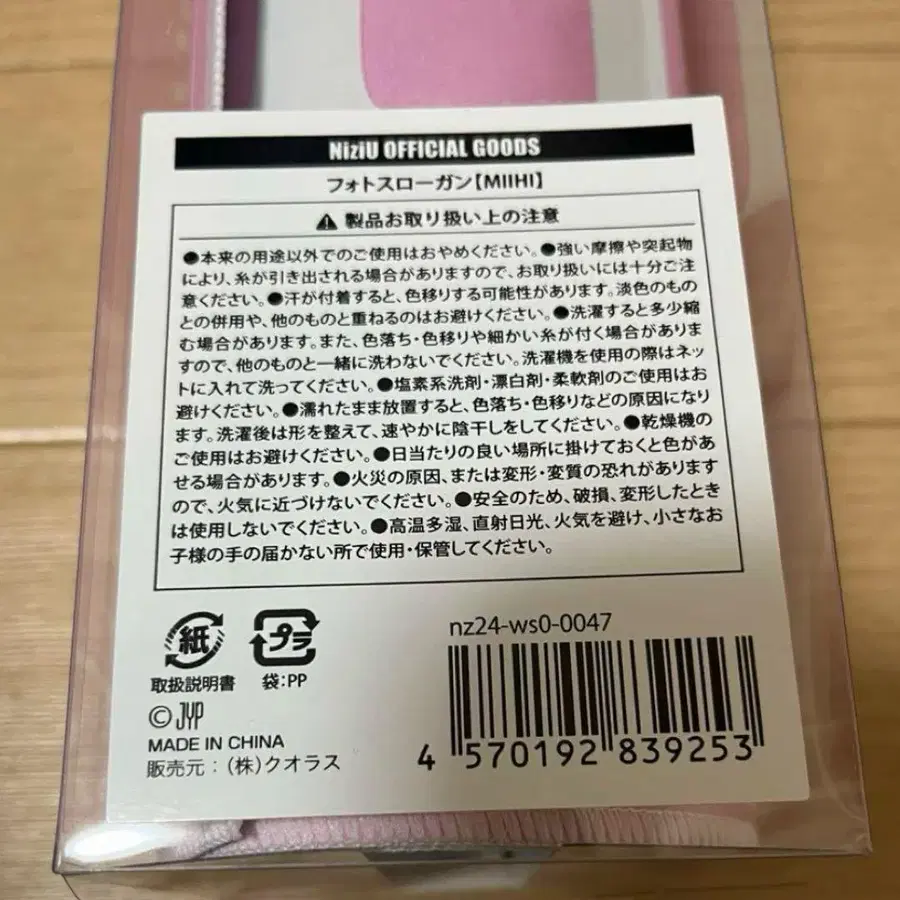 NiziU OFFICIAL GOODS
フォトスローガン【MIIHI】
⚠ 製品お取り扱い上の注意
●本来の用途以外でのご使用はおやめください。●強い摩擦や突起物
により、糸が引き出される場合がありますので、お取り扱いには十分ご注
意ください。●汗が付着すると、色移りする可能性があります。淡色のもの
との併用や、他のものと重ねるのはお避けください。●洗濯すると多少縮
む場合があります。また、色落ち・色移りや細かい糸が付く場合がありま
すので、他のものと一緒に洗わないでください。洗濯機を使用の際はネッ
トに入れて洗ってください。●塩素系洗剤・漂白剤・柔軟剤のご使用はお
避けください。●濡れたまま放置すると、色落ち・色移りなどの原因になり
ます。洗濯後は形を整えて、速やかに陰干しをしてください。●乾燥機の
ご使用はお避けください。●日当たりの良い場所に掛けておくと色があ
せる場合があります。●火災の原因、または変形・変質の恐れがあります
ので、火気に近づけないでください。●安全のため、破損、変形したとき
は使用しないでください。●高温多湿、直射日光、火気を避け、小さなお
子様の手の届かない所で使用・保管してください。
紙
プラ
取扱説明書
袋:PP
©JYP
MADE IN CHINA
販売元:(株)クオラス
nz24-ws0-0047
4 570192 839253